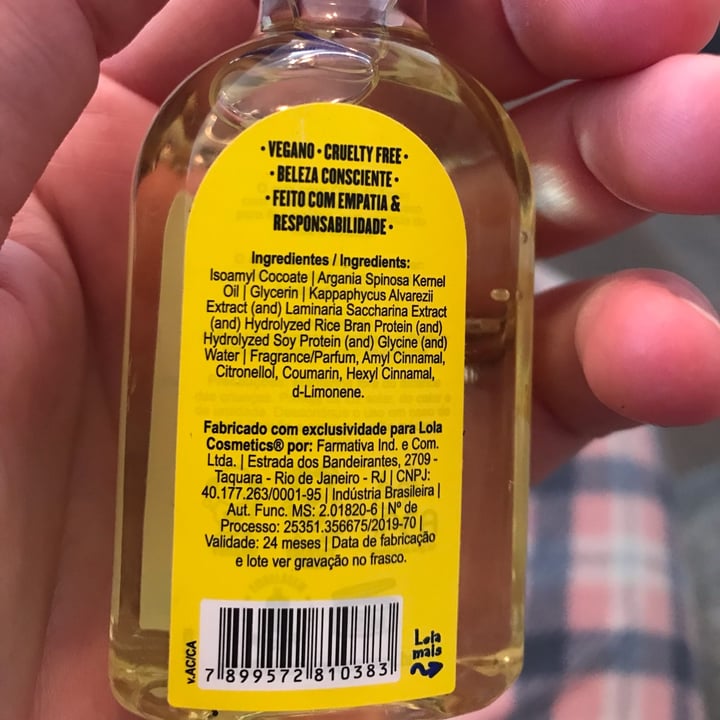 • VEGANO • CRUELTY FREE •
• BELEZA CONSCIENTE •
• FEITO COM EMPATIA &
RESPONSABILIDADE •
Ingredientes / Ingredients:
Isoamyl Cocoate | Argania Spinosa Kernel
Oil | Glycerin | Kappaphycus Alvarezii
Extract (and) Laminaria Saccharina Extract
(and) Hydrolyzed Rice Bran Protein (and)
Hydrolyzed Soy Protein (and) Glycine (and)
Water | Fragrance/Parfum, Amyl Cinnamal,
Citronellol, Coumarin, Hexyl Cinnamal,
d-Limonene.
Fabricado com exclusividade para Lola
Cosmetics® por: Farmativa Ind. e Com.
Ltda. | Estrada dos Bandeirantes, 2709 -
Taquara - Rio de Janeiro - RJ | CNPJ:
40.177.263/0001-95 | Indústria Brasileira |
Aut. Func. MS: 2.01820-6 | Nº de
Processo: 25351.356675/2019-70 |
Validade: 24 meses | Data de fabricação
e lote ver gravação no frasco.
v.AC/CA
7 899572 810383
Lola
mais